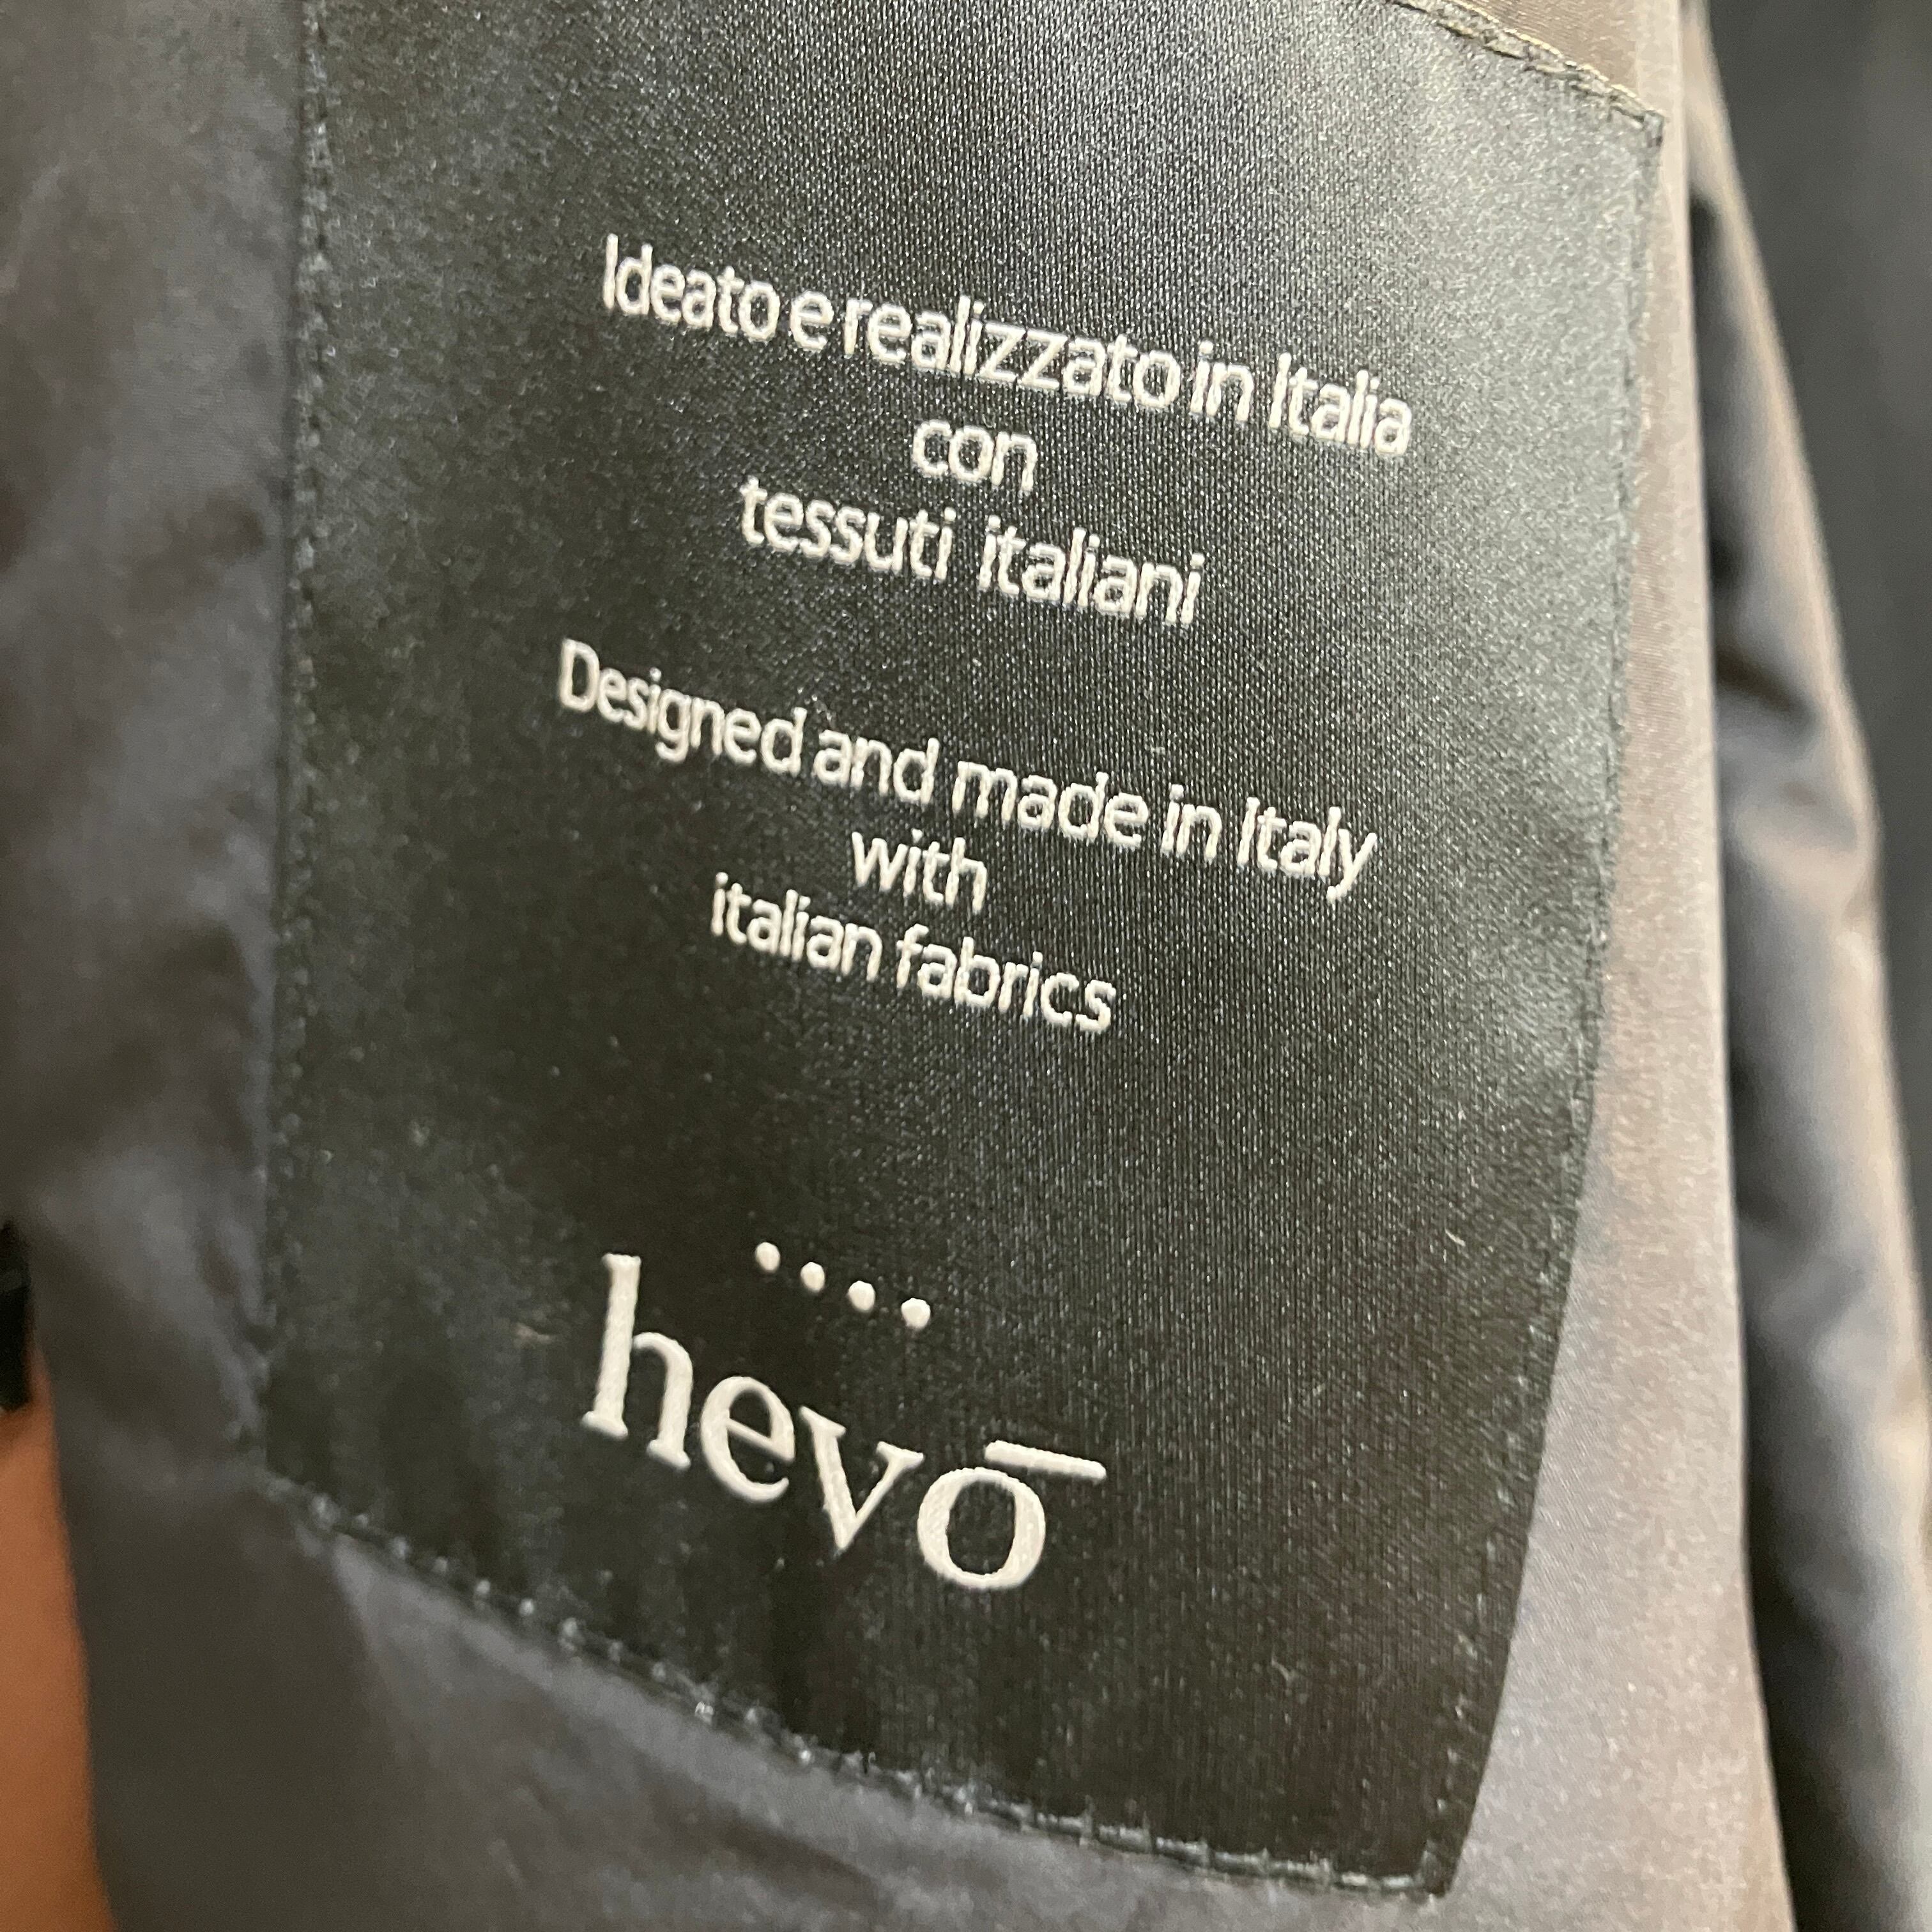 Ideato e realizzato in Italia
con
tessuti italiani
Designed and made in Italy
with
italian fabrics
....
hevō